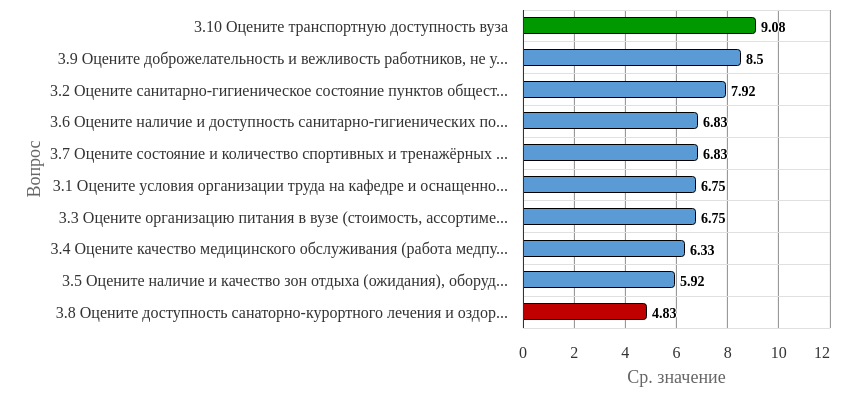 3.10 Оцените транспортную доступность вуза 9.08
3.9 Оцените доброжелательность и вежливость работников, не у... 8.5
3.2 Оцените санитарно-гигиеническое состояние пунктов общест... 7.92
3.6 Оцените наличие и доступность санитарно-гигиенических по... 6.83
3.7 Оцените состояние и количество спортивных и тренажёрных ... 6.83
3.1 Оцените условия организации труда на кафедре и оснащенно... 6.75
3.3 Оцените организацию питания в вузе (стоимость, ассортиме... 6.75
3.4 Оцените качество медицинского обслуживания (работа медпу... 6.33
3.5 Оцените наличие и качество зон отдыха (ожидания), оборуд... 5.92
3.8 Оцените доступность санаторно-курортного лечения и оздор... 4.83
Вопрос
0 2 4 6 8 10 12
Ср. значение